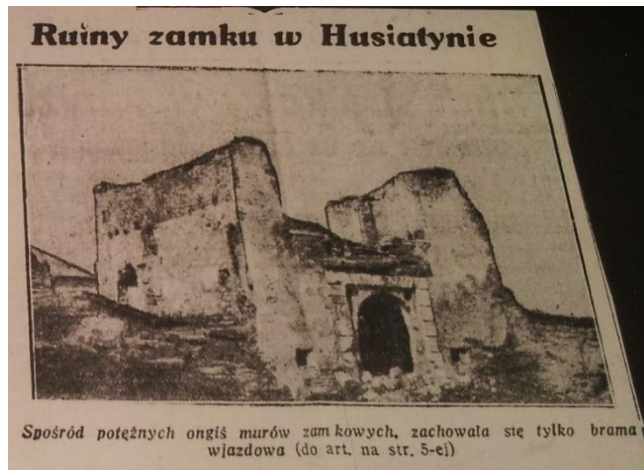 Ruiny zamku w Husiatynie
Spośród potężnych ongiś murów zamkowych, zachowała się tylko brama
wjazdowa (do art. na str. 5-ej)